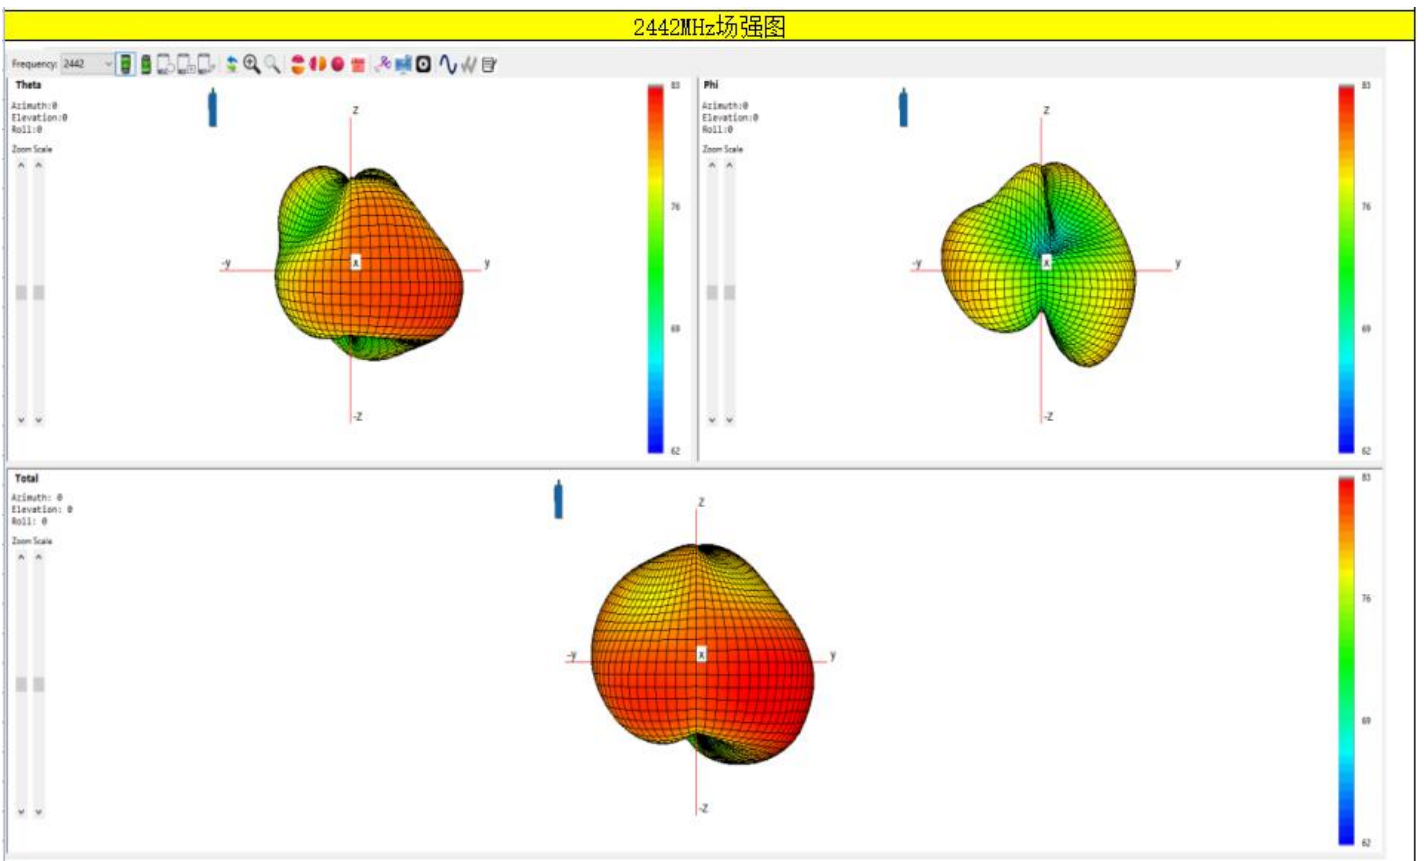 2442MHz场强图
Frequency: 2442
Theta
Azimuth:0
Elevation:0
Roll:0
Zoom Scale
Z
-y
x
y
-Z
83
76
69
62
Phi
Azimuth:0
Elevation:0
Roll:0
Zoom Scale
Z
-y
x
y
-Z
83
76
69
62
Total
Azimuth: 0
Elevation: 0
Roll: 0
Zoom Scale
Z
-y
x
y
-Z
83
76
69
62